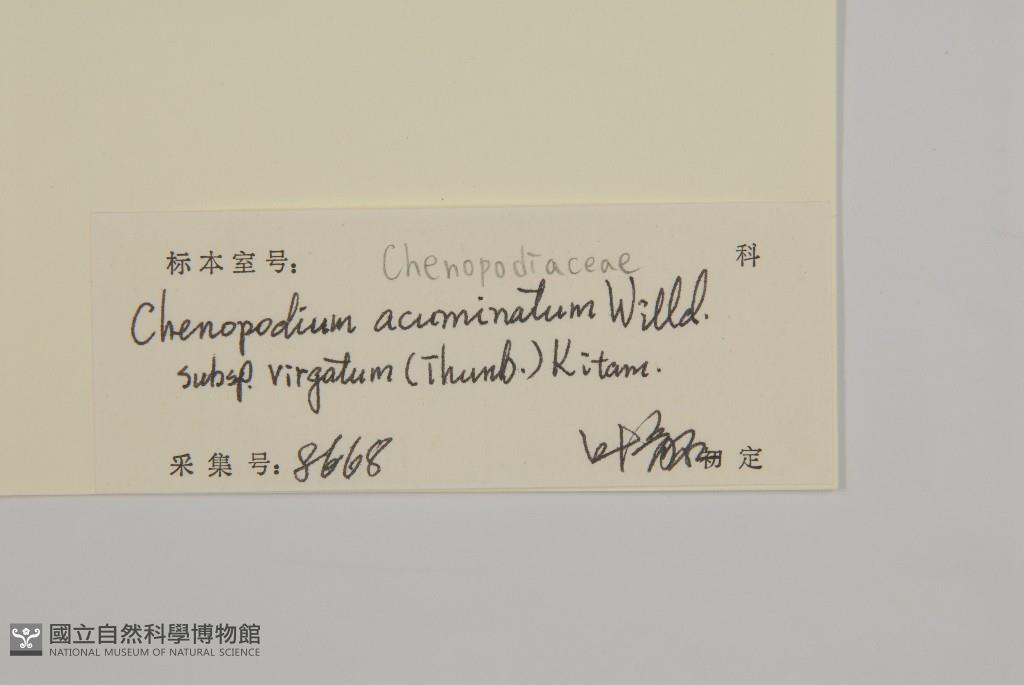 标本室号: Chenopodiaceae 科
Chenopodium acuminatum Willd.
subsp. virgatum (Thunb.) Kitam.
采集号: 8668 初定
國立自然科學博物館
NATIONAL MUSEUM OF NATURAL SCIENCE